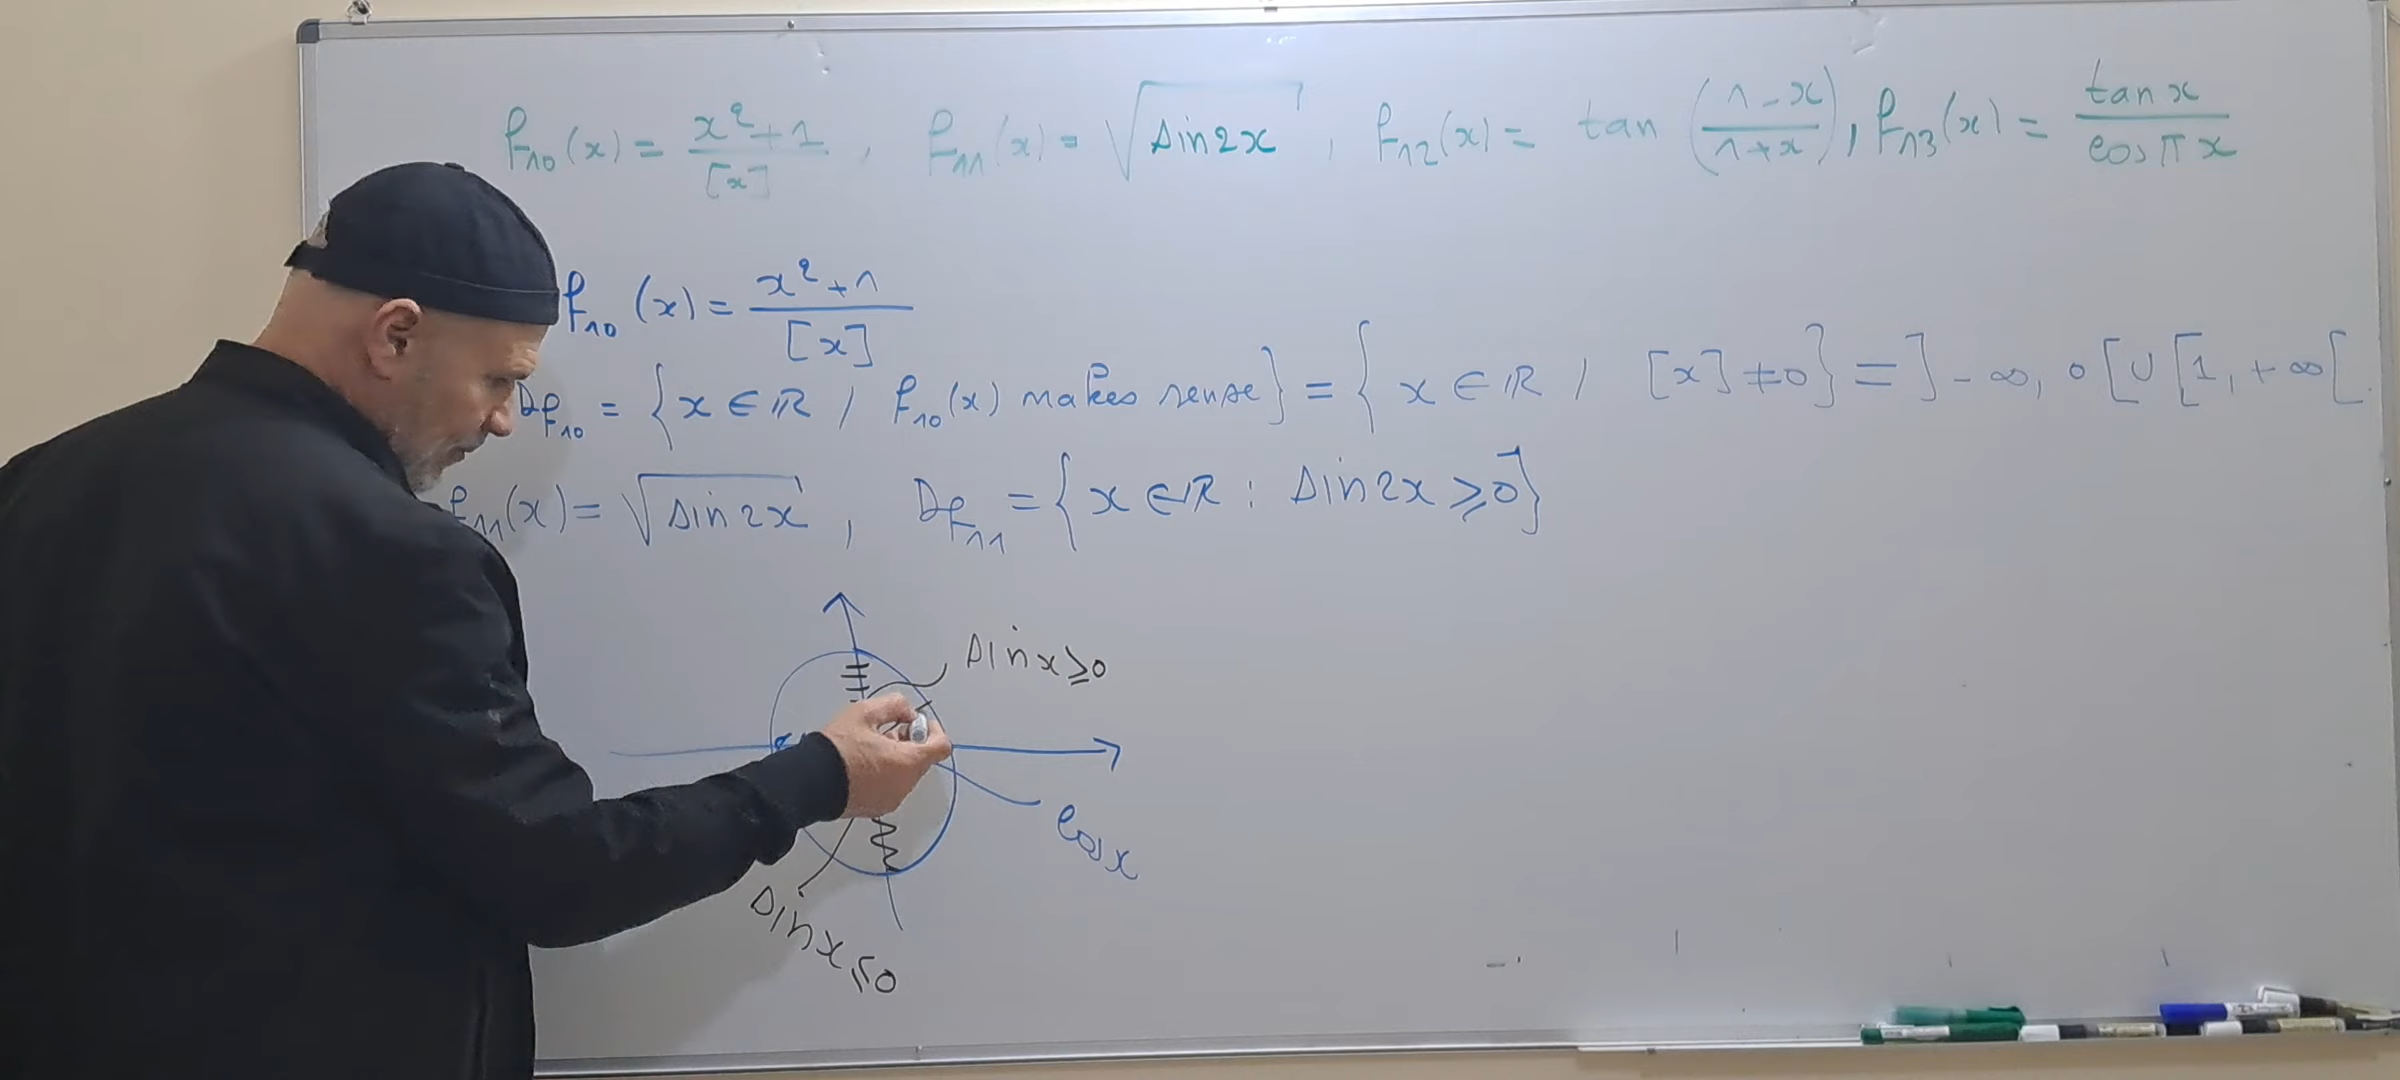 f₁₀(x) = (x²+1)/[x] , f₁₁(x) = √(sin2x) , f₁₂(x) = tan((1-x)/(1+x)) , f₁₃(x) = tanx/cosπx
f₁₀(x) = (x²+1)/[x]
Df₁₀ = {x ∈ ℝ / f₁₀(x) makes sense} = {x ∈ ℝ / [x] ≠ 0} = ]-∞, 0[ ∪ [1, +∞[.
f₁₁(x) = √(sin2x) , Df₁₁ = {x ∈ ℝ : sin2x ⩾ 0}
sinx ≥ 0
cosx
sinx ⩽ 0